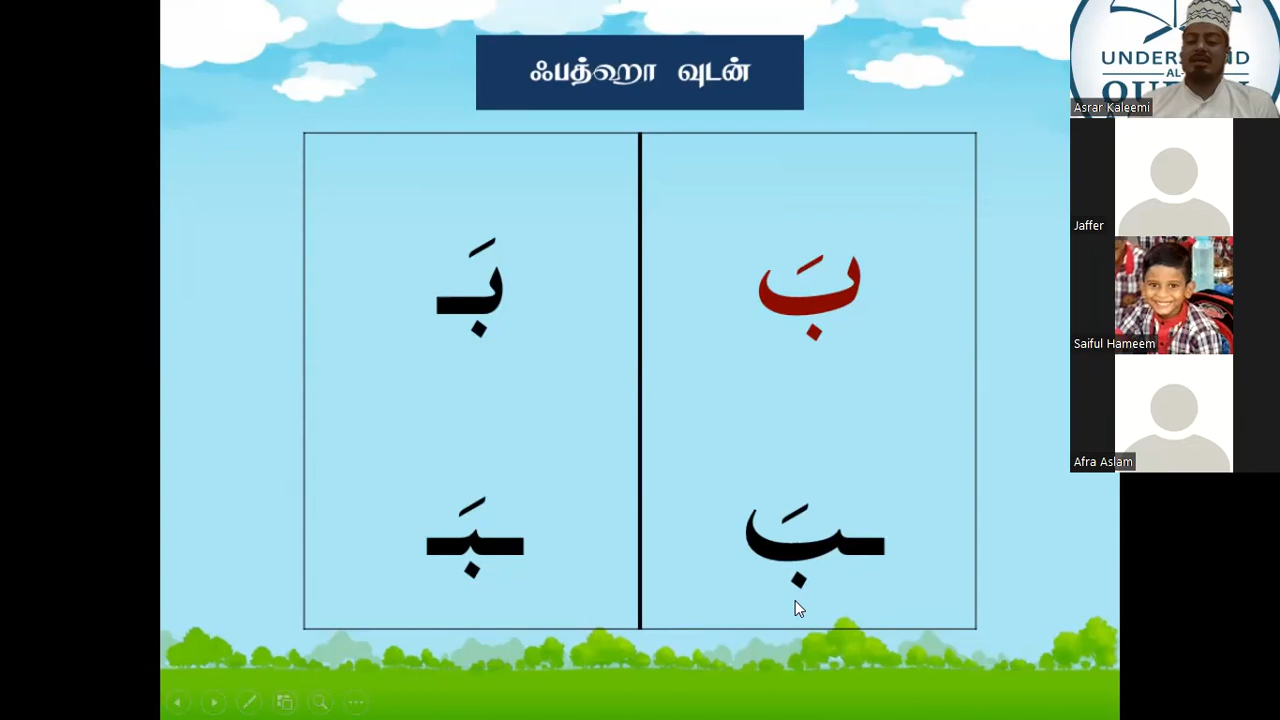 ஃபத்ஹா வுடன்
بَ
بَـ
ـبَ
ـبَـ
UNDERSTAND
AL-
QUR
Asrar Kaleemi
Jaffer
Saiful Hameem
Afra Aslam